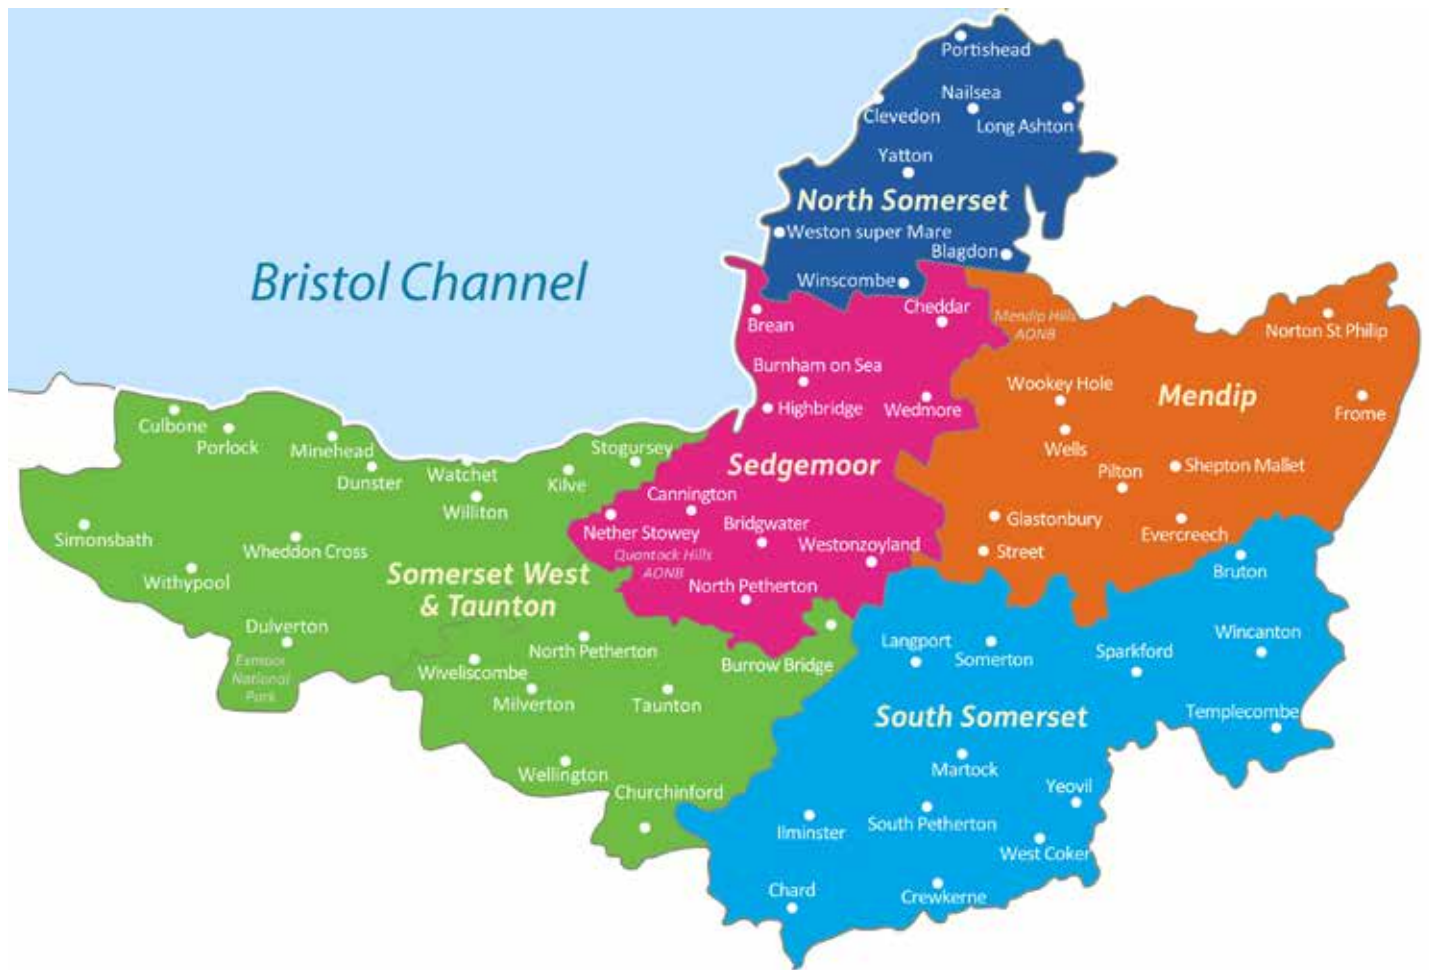 Portishead
Nailsea
Clevedon
Long Ashton
Yatton
North Somerset
Weston super Mare
Blagdon
Bristol Channel
Winscombe
Cheddar
Brean
Mendip Hills
AONB
Norton St Philip
Burnham on Sea
Wookey Hole
Mendip
Highbridge
Wedmore
Frome
Culbone
Porlock
Minehead
Stogursey
Wells
Dunster
Watchet
Kilve
Sedgemoor
Pilton
Shepton Mallet
Williton
Cannington
Simonsbath
Wheddon Cross
Nether Stowey
Bridgwater
Westonzoyland
Glastonbury
Evercreech
Street
Quantock Hills
AONB
Withypool
Somerset West
& Taunton
North Petherton
Bruton
Dulverton
Exmoor
National
Park
North Petherton
Burrow Bridge
Langport
Somerton
Sparkford
Wincanton
Wiveliscombe
Milverton
Taunton
South Somerset
Templecombe
Wellington
Churchinford
Martock
Yeovil
Ilminster
South Petherton
West Coker
Chard
Crewkerne